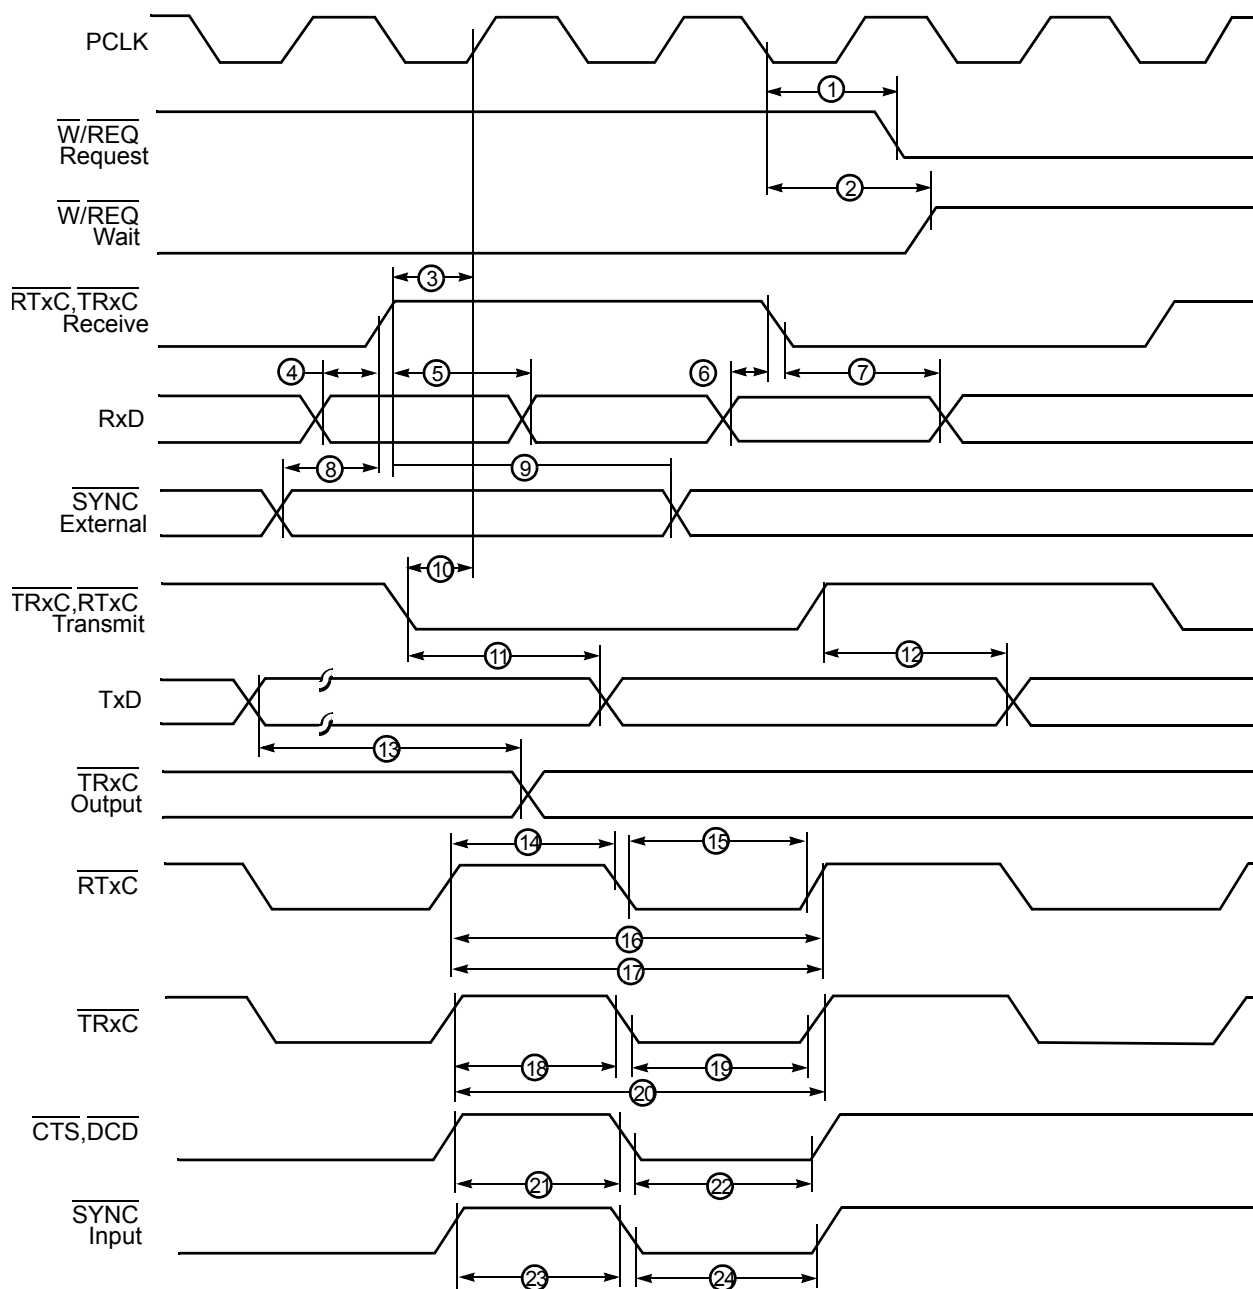 PCLK
1
W/REQ
Request
2
W/REQ
Wait
3
RTxC,TRxC
Receive
4
5
6
7
RxD
8
9
SYNC
External
10
TRxC,RTxC
Transmit
11
12
TxD
13
TRxC
Output
14
15
RTxC
16
17
TRxC
18
19
20
CTS,DCD
21
22
SYNC
Input
23
24